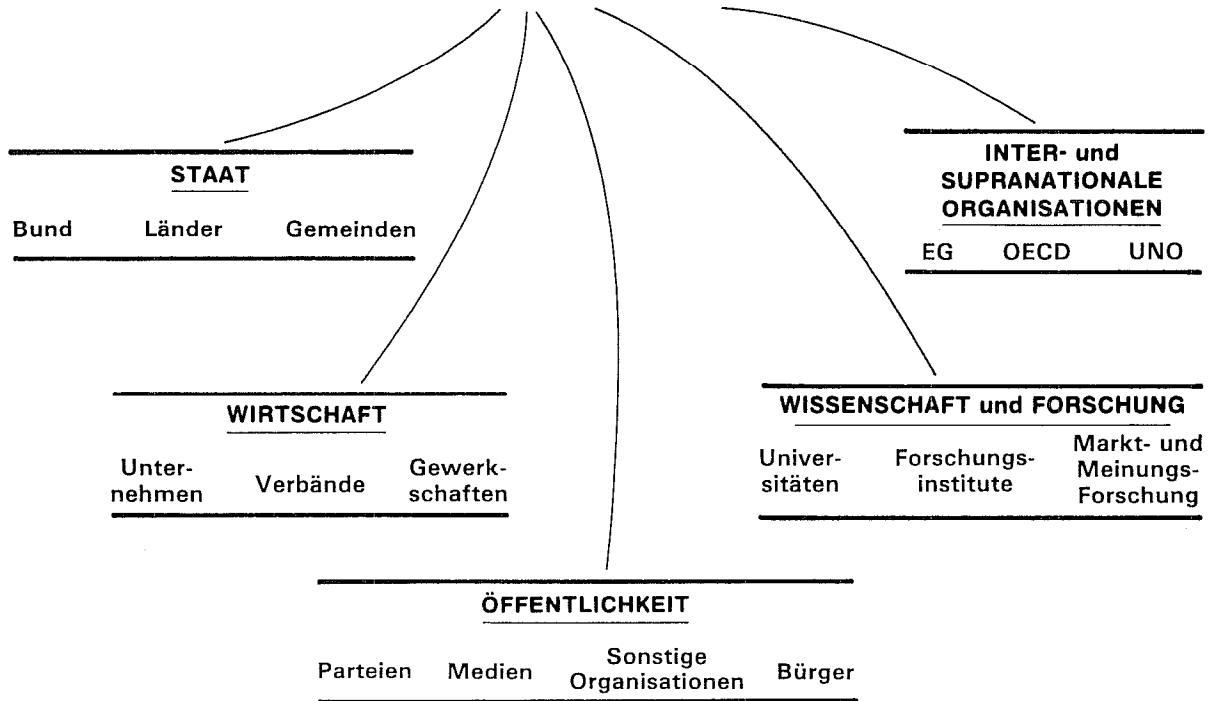 STAAT
Bund Länder Gemeinden
INTER- und
SUPRANATIONALE
ORGANISATIONEN
EG OECD UNO
WIRTSCHAFT
Unter-
nehmen
Verbände
Gewerk-
schaften
WISSENSCHAFT und FORSCHUNG
Univer-
sitäten
Forschungs-
institute
Markt- und
Meinungs-
Forschung
ÖFFENTLICHKEIT
Parteien
Medien
Sonstige
Organisationen
Bürger